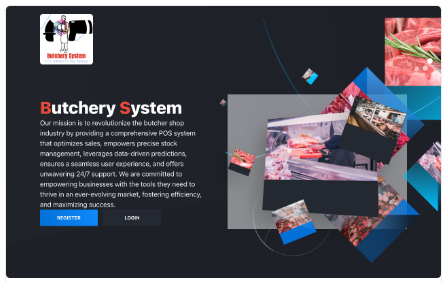 Butchery System
Butchery System
Our mission is to revolutionize the butcher shop
industry by providing a comprehensive POS system
that optimizes sales, empowers precise stock
management, leverages data-driven predictions,
ensures a seamless user experience, and offers
unwavering 24/7 support. We are committed to
empowering businesses with the tools they need to
thrive in an ever-evolving market, fostering efficiency,
and maximizing success.
REGISTER
LOGIN